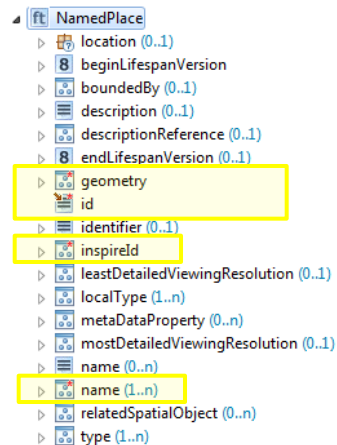 ft NamedPlace
location (0..1)
8 beginLifespanVersion
boundedBy (0..1)
description (0..1)
descriptionReference (0..1)
8 endLifespanVersion (0..1)
geometry
id
identifier (0..1)
inspireId
leastDetailedViewingResolution (0..1)
localType (1..n)
metaDataProperty (0..n)
mostDetailedViewingResolution (0..1)
name (0..n)
name (1..n)
relatedSpatialObject (0..n)
type (1..n)